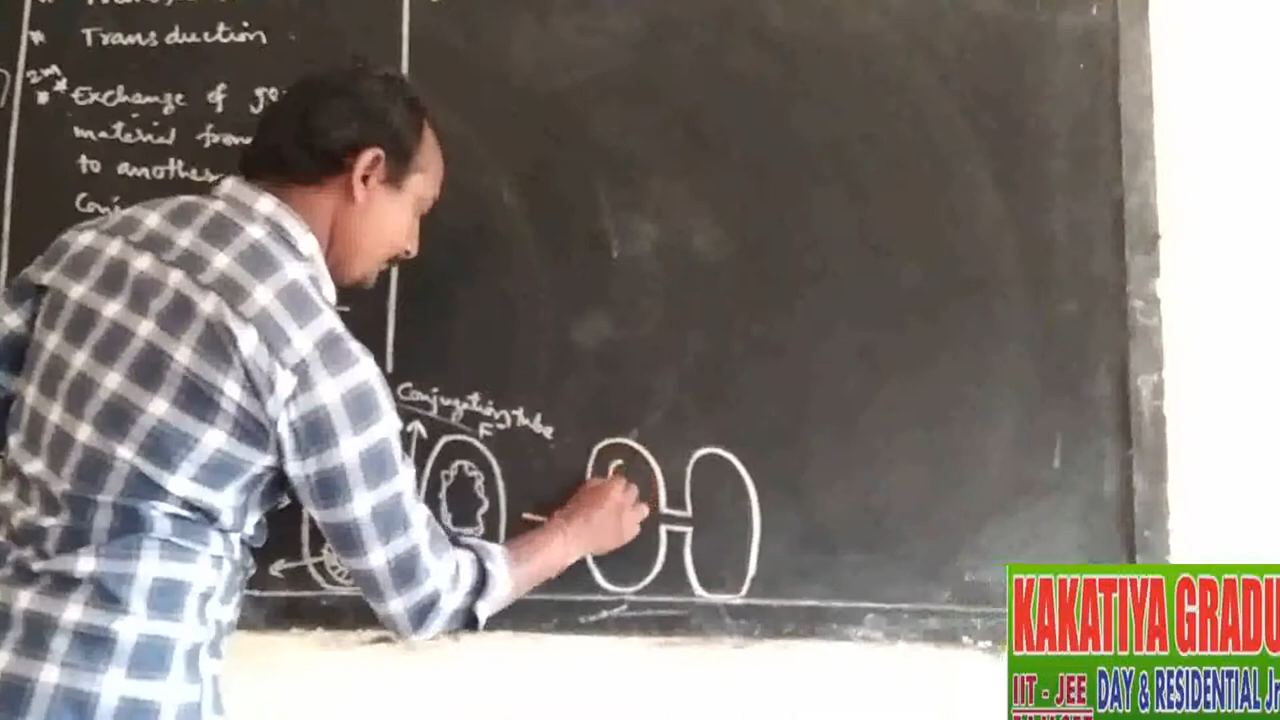 * Transduction
2M
* Exchange of
material from
to another
Conjugation tube
F⁻
KAKATIYA GRADU
IIT - JEE DAY & RESIDENTIAL Jr